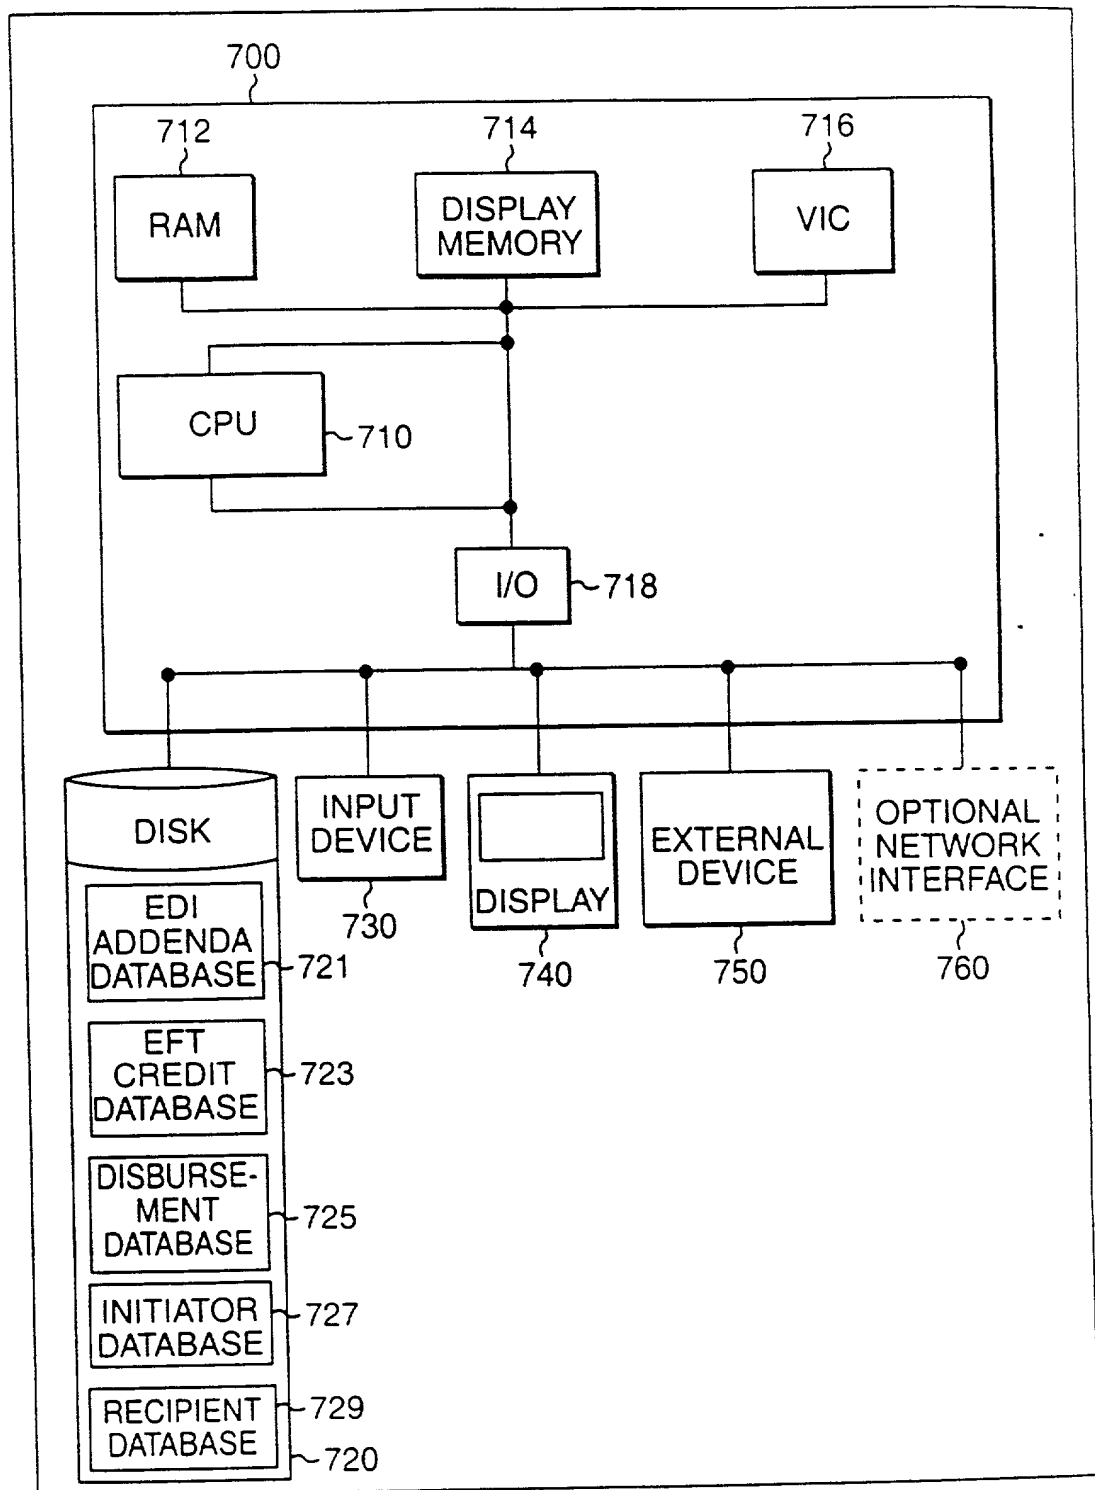 700
712
714
716
RAM
DISPLAY
MEMORY
VIC
CPU
710
I/O
718
DISK
INPUT
DEVICE
730
DISPLAY
740
EXTERNAL
DEVICE
750
OPTIONAL
NETWORK
INTERFACE
760
EDI
ADDENDA
DATABASE
721
EFT
CREDIT
DATABASE
723
DISBURSE-
MENT
DATABASE
725
INITIATOR
DATABASE
727
RECIPIENT
DATABASE
729
720